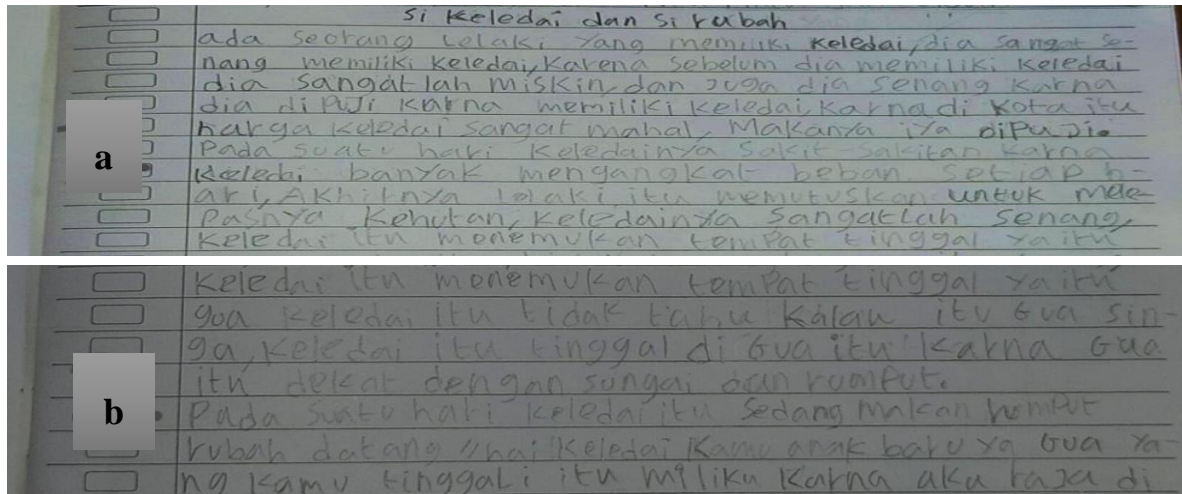 si Keledai dan si rubah
ada seorang lelaki yang memiliki keledai, dia sangat se-
nang memiliki keledai, karena sebelum dia memiliki keledai
dia sangatlah miskin, dan juga dia senang karna
dia di puji karna memiliki keledai, karna di kota itu
harga keledai sangat mahal, Makanya iya dipuji.
Pada suatu hari keledainya sakit sakitan karna
Keledai banyak mengangkat beban setiap h-
ari, Akhirnya lelaki itu memutuskan untuk mele-
pasnya kehutan, keledainya sangatlah senang,
keledai itu menemukan tempat tinggal yaitu
a
keledai itu menemukan tempat tinggal yaitu
gua keledai itu tidak tahu kalau itu Gua sin-
ga, keledai itu tinggal di Gua itu karna Gua
itu dekat dengan sungai dan rumput.
Pada suatu hari keledai itu sedang makan rumput
rubah datang "hai keledai kamu anak baru ya Gua ya-
ng kamu tinggali itu miliku karna aku raja di
b